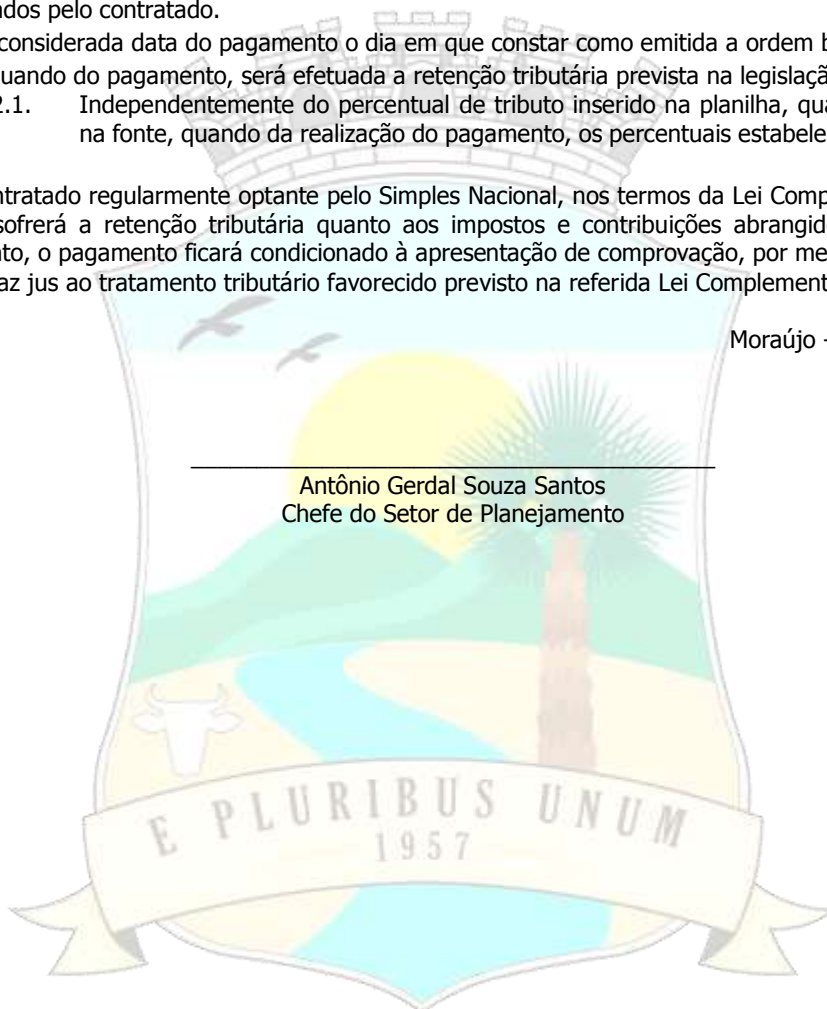 ados pelo contratado.
considerada data do pagamento o dia em que constar como emitida a ordem b
uando do pagamento, será efetuada a retenção tributária prevista na legislação
2.1. Independentemente do percentual de tributo inserido na planilha, qua
na fonte, quando da realização do pagamento, os percentuais estabele
ntratado regularmente optante pelo Simples Nacional, nos termos da Lei Comp
sofrerá a retenção tributária quanto aos impostos e contribuições abrangid
nto, o pagamento ficará condicionado à apresentação de comprovação, por me
az jus ao tratamento tributário favorecido previsto na referida Lei Complement
Moraújo -
Antônio Gerdal Souza Santos
Chefe do Setor de Planejamento
E PLURIBUS UNUM
1957